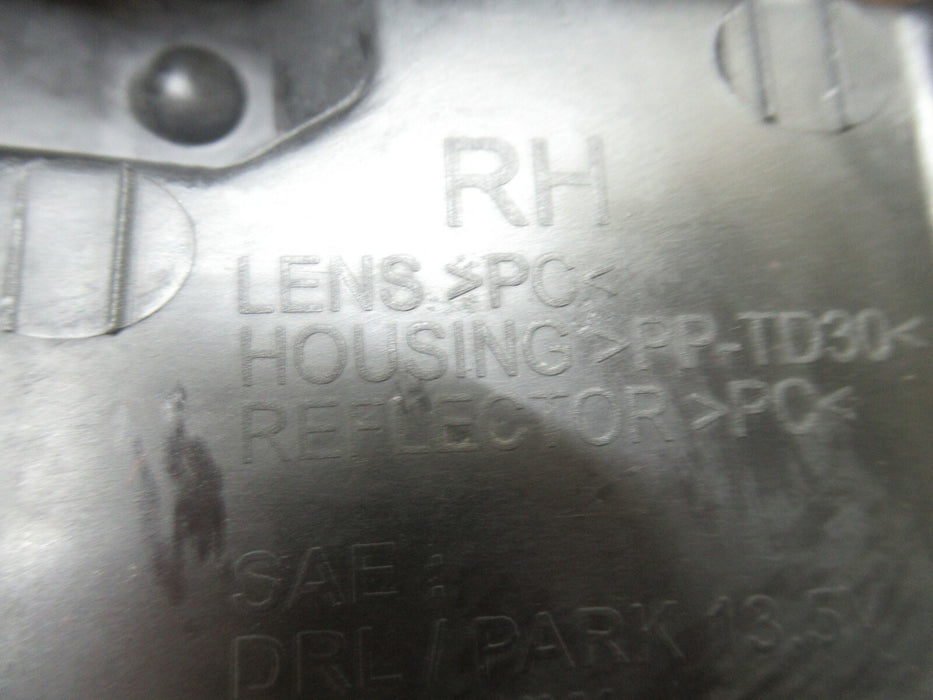 RH
LENS >PC<
HOUSING >PP-TD30<
REFLECTOR >PC<
SAE :
DRL / PARK 13.5V